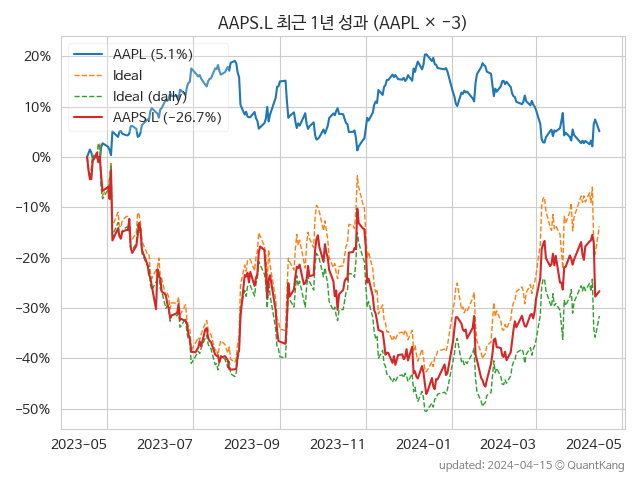 AAPS.L 최근 1년 성과 (AAPL × −3)
AAPL (5.1%)
Ideal
Ideal (daily)
AAPS.L (−26.7%)
20%
10%
0%
−10%
−20%
−30%
−40%
−50%
2023-05
2023-07
2023-09
2023-11
2024-01
2024-03
2024-05
updated: 2024-04-15 © QuantKang